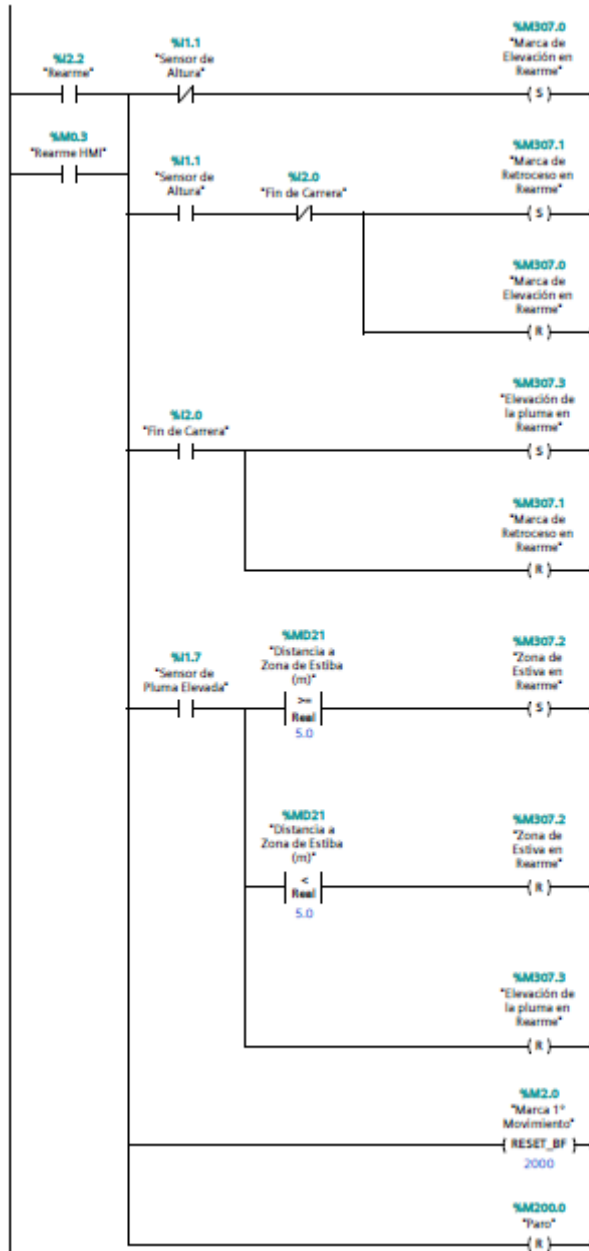 %I2.2
"Rearme"
%I1.1
"Sensor de
Altura"
%M307.0
"Marca de
Elevación en
Rearme"
( S )
%M0.3
"Rearme HMI"
%I1.1
"Sensor de
Altura"
%I2.0
"Fin de Carrera"
%M307.1
"Marca de
Retroceso en
Rearme"
( S )
%M307.0
"Marca de
Elevación en
Rearme"
( R )
%I2.0
"Fin de Carrera"
%M307.3
"Elevación de
la pluma en
Rearme"
( S )
%M307.1
"Marca de
Retroceso en
Rearme"
( R )
%I1.7
"Sensor de
Pluma Elevada"
%MD21
"Distancia a
Zona de Estiba
(m)"
>=
Real
5.0
%M307.2
"Zona de
Estiva en
Rearme"
( S )
%MD21
"Distancia a
Zona de Estiba
(m)"
<
Real
5.0
%M307.2
"Zona de
Estiva en
Rearme"
( R )
%M307.3
"Elevación de
la pluma en
Rearme"
( R )
%M2.0
"Marca 1º
Movimiento"
( RESET_BF )
2000
%M200.0
"Paro"
( R )